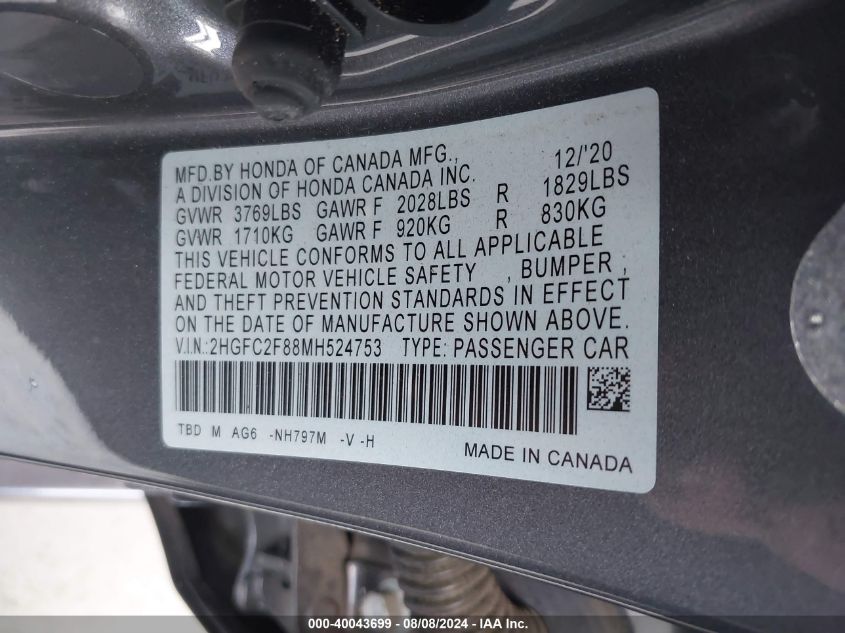 MFD.BY HONDA OF CANADA MFG., 12/'20
A DIVISION OF HONDA CANADA INC.
GVWR 3769LBS GAWR F 2028LBS R 1829LBS
GVWR 1710KG GAWR F 920KG R 830KG
THIS VEHICLE CONFORMS TO ALL APPLICABLE
FEDERAL MOTOR VEHICLE SAFETY , BUMPER ,
AND THEFT PREVENTION STANDARDS IN EFFECT
ON THE DATE OF MANUFACTURE SHOWN ABOVE.
V.I.N.:2HGFC2F88MH524753 TYPE: PASSENGER CAR
TBD M AG6 -NH797M -V -H
MADE IN CANADA
000-40043699 - 08/08/2024 - IAAI.COM